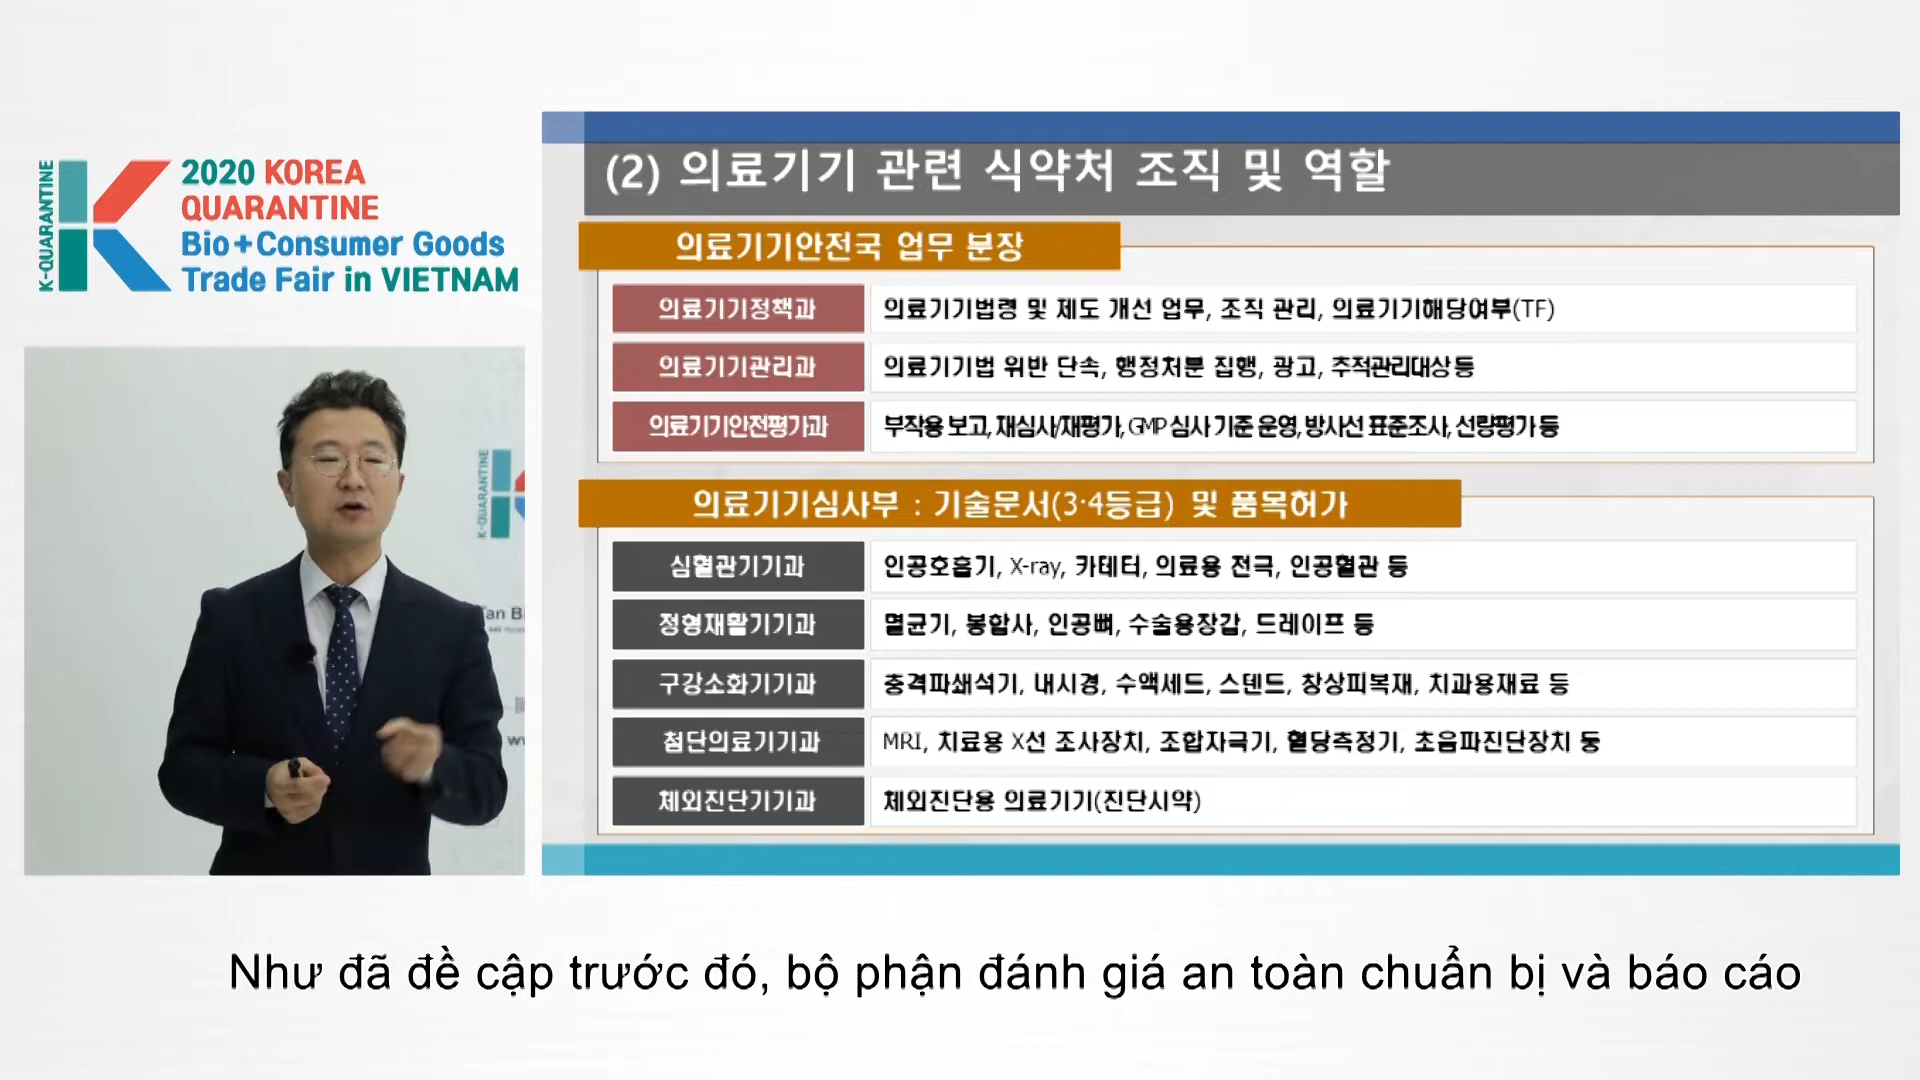 K-QUARANTINE
2020 KOREA
QUARANTINE
Bio+Consumer Goods
Trade Fair in VIETNAM
(2) 의료기기 관련 식약처 조직 및 역할
의료기기안전국 업무 분장
의료기기정책과 의료기기법령 및 제도 개선 업무, 조직 관리, 의료기기해당여부(TF)
의료기기관리과 의료기기법 위반 단속, 행정처분 집행, 광고, 추적관리대상 등
의료기기안전평가과 부작용 보고, 재심사/재평가, GMP 심사 기준 운영, 방사선 표준조사, 선량평가 등
의료기기심사부 : 기술문서(3·4등급) 및 품목허가
심혈관기기과 인공호흡기, X-ray, 카테터, 의료용 전극, 인공혈관 등
정형재활기기과 멸균기, 봉합사, 인공뼈, 수술용장갑, 드레이프 등
구강소화기기과 충격파쇄석기, 내시경, 수액세트, 스텐드, 창상피복재, 치과용재료 등
첨단의료기기과 MRI, 치료용 X선 조사장치, 조합자극기, 혈당측정기, 초음파진단장치 등
체외진단기기과 체외진단용 의료기기(진단시약)
K-QUARANTINE
Tan B
Như đã đề cập trước đó, bộ phận đánh giá an toàn chuẩn bị và báo cáo